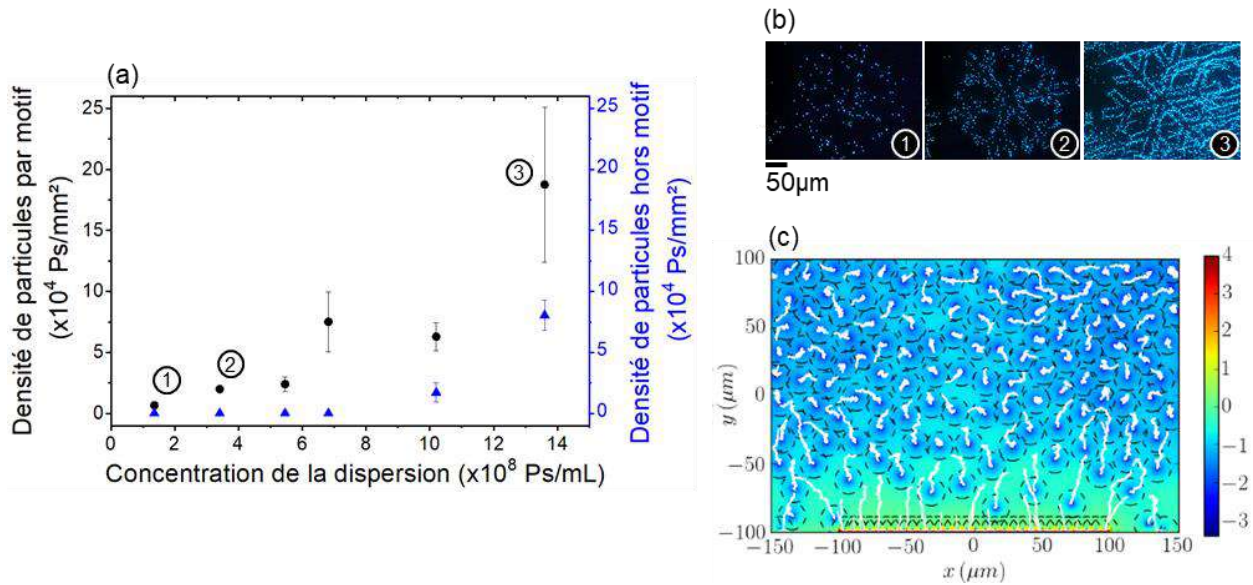 (a)
Densité de particules par motif
(x10⁴ Ps/mm²)
25
20
15
10
5
0
0 2 4 6 8 10 12 14
Concentration de la dispersion (x10⁸ Ps/mL)
25
20
15
10
5
0
Densité de particules hors motif
(x10⁴ Ps/mm²)
1
2
3
(b)
1
2
3
50µm
(c)
100
50
0
−50
−100
y (µm)
−150 −100 −50 0 50 100 150
x (µm)
4
3
2
1
0
−1
−2
−3